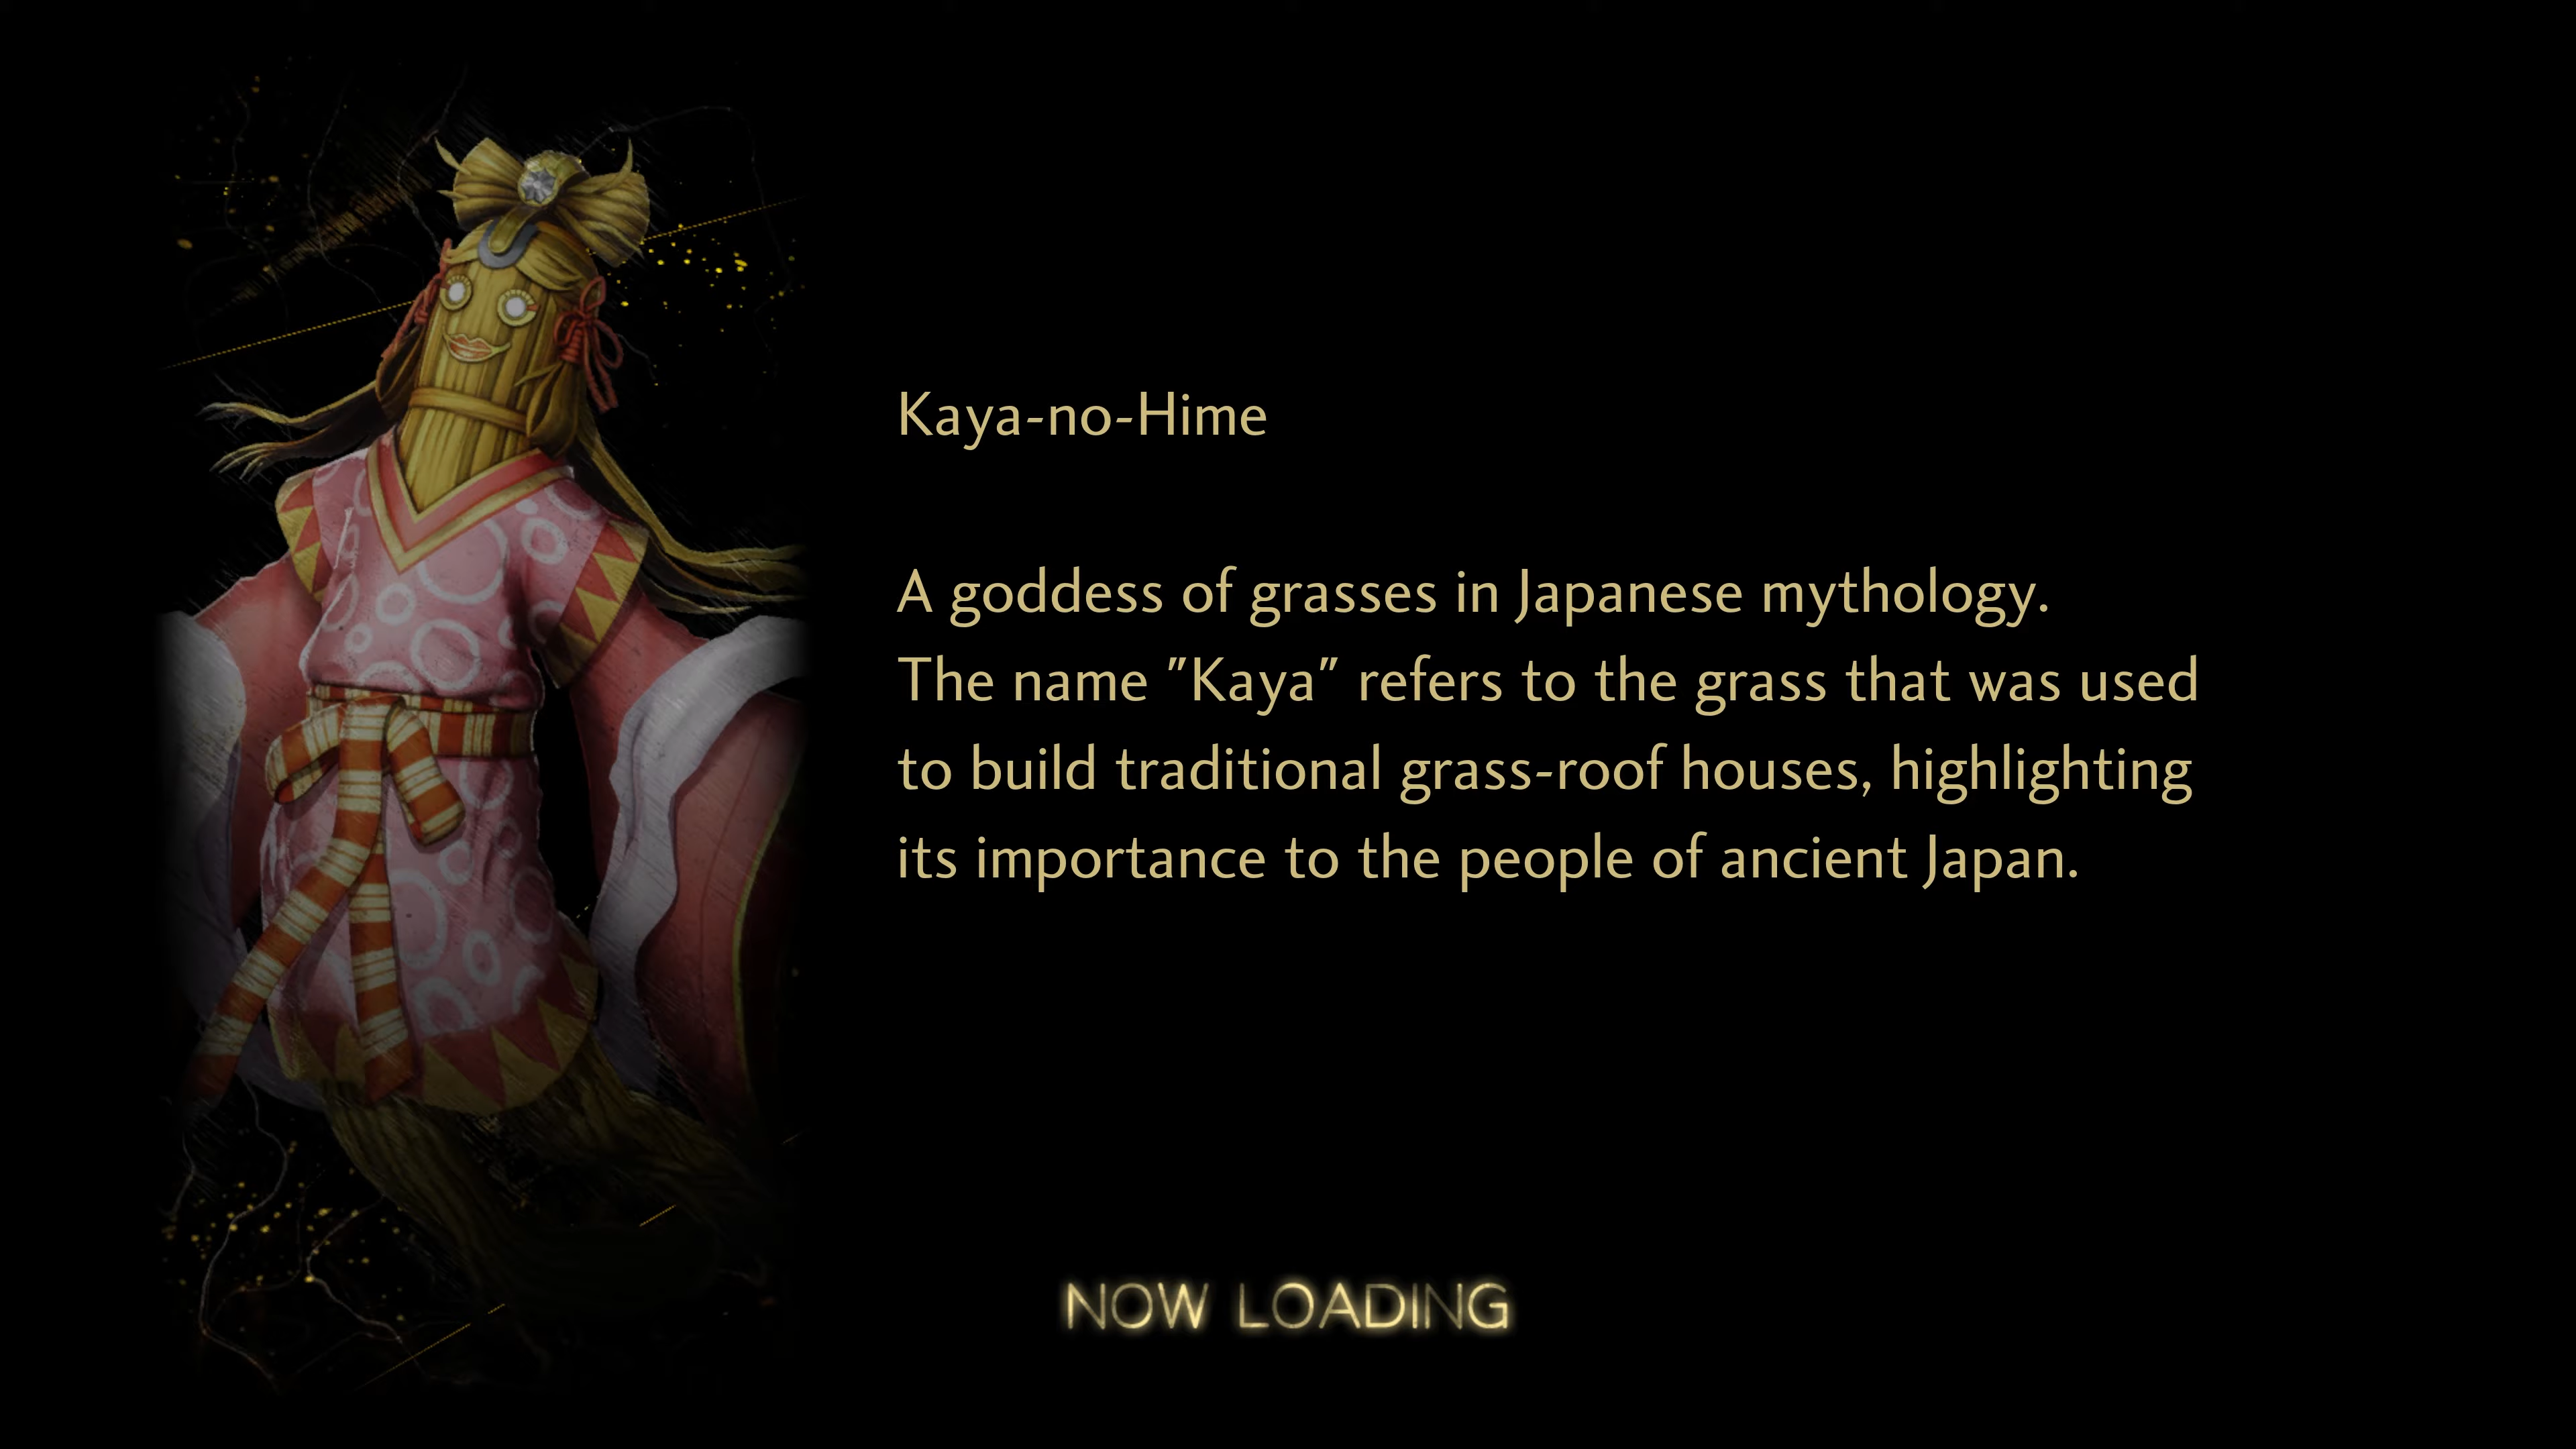 Kaya-no-Hime
A goddess of grasses in Japanese mythology.
The name "Kaya" refers to the grass that was used
to build traditional grass-roof houses, highlighting
its importance to the people of ancient Japan.
NOW LOADING